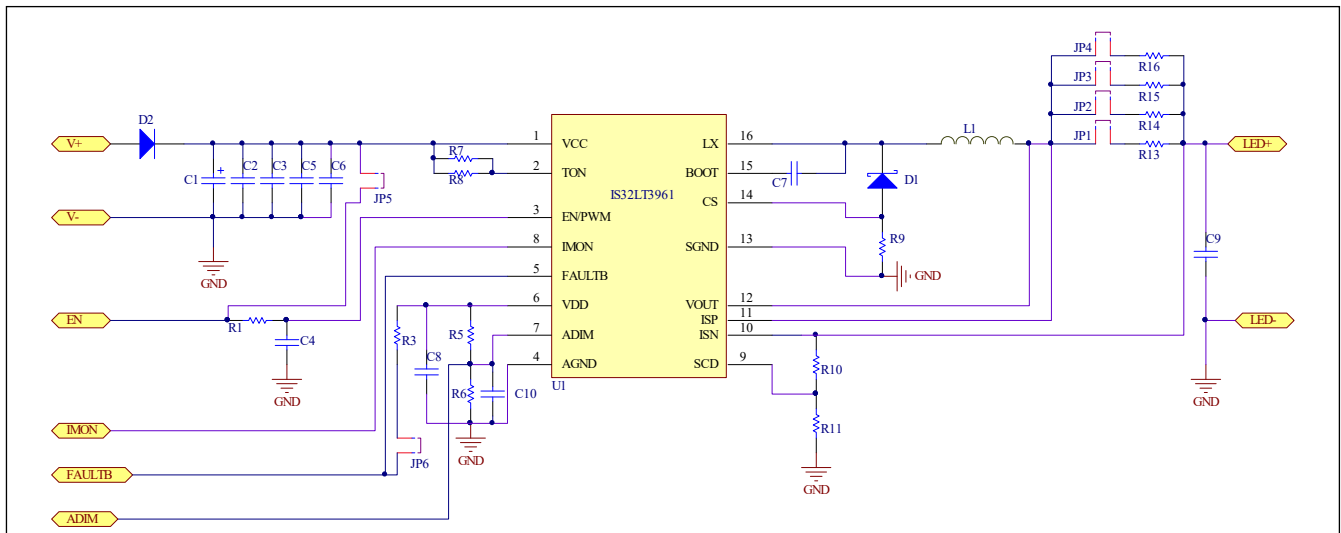 JP4
R16
JP3
R15
JP2
R14
JP1
R13
D2
V+
1 VCC LX 16
L1
LED+
R7
2 TON BOOT 15
R8
C1 + C2 C3 C5 C6
JP5
C7
D1
IS32LT3961
CS 14
V-
3 EN/PWM
R9
8 IMON SGND 13
C9
GND
5 FAULTB
GND
6 VDD VOUT 12
EN
R1
ISP 11
LED-
C4
R3
R5
7 ADIM ISN 10
C8
4 AGND SCD 9
R10
U1
R6
C10
GND
GND
IMON
R11
GND
JP6
GND
FAULTB
GND
ADIM